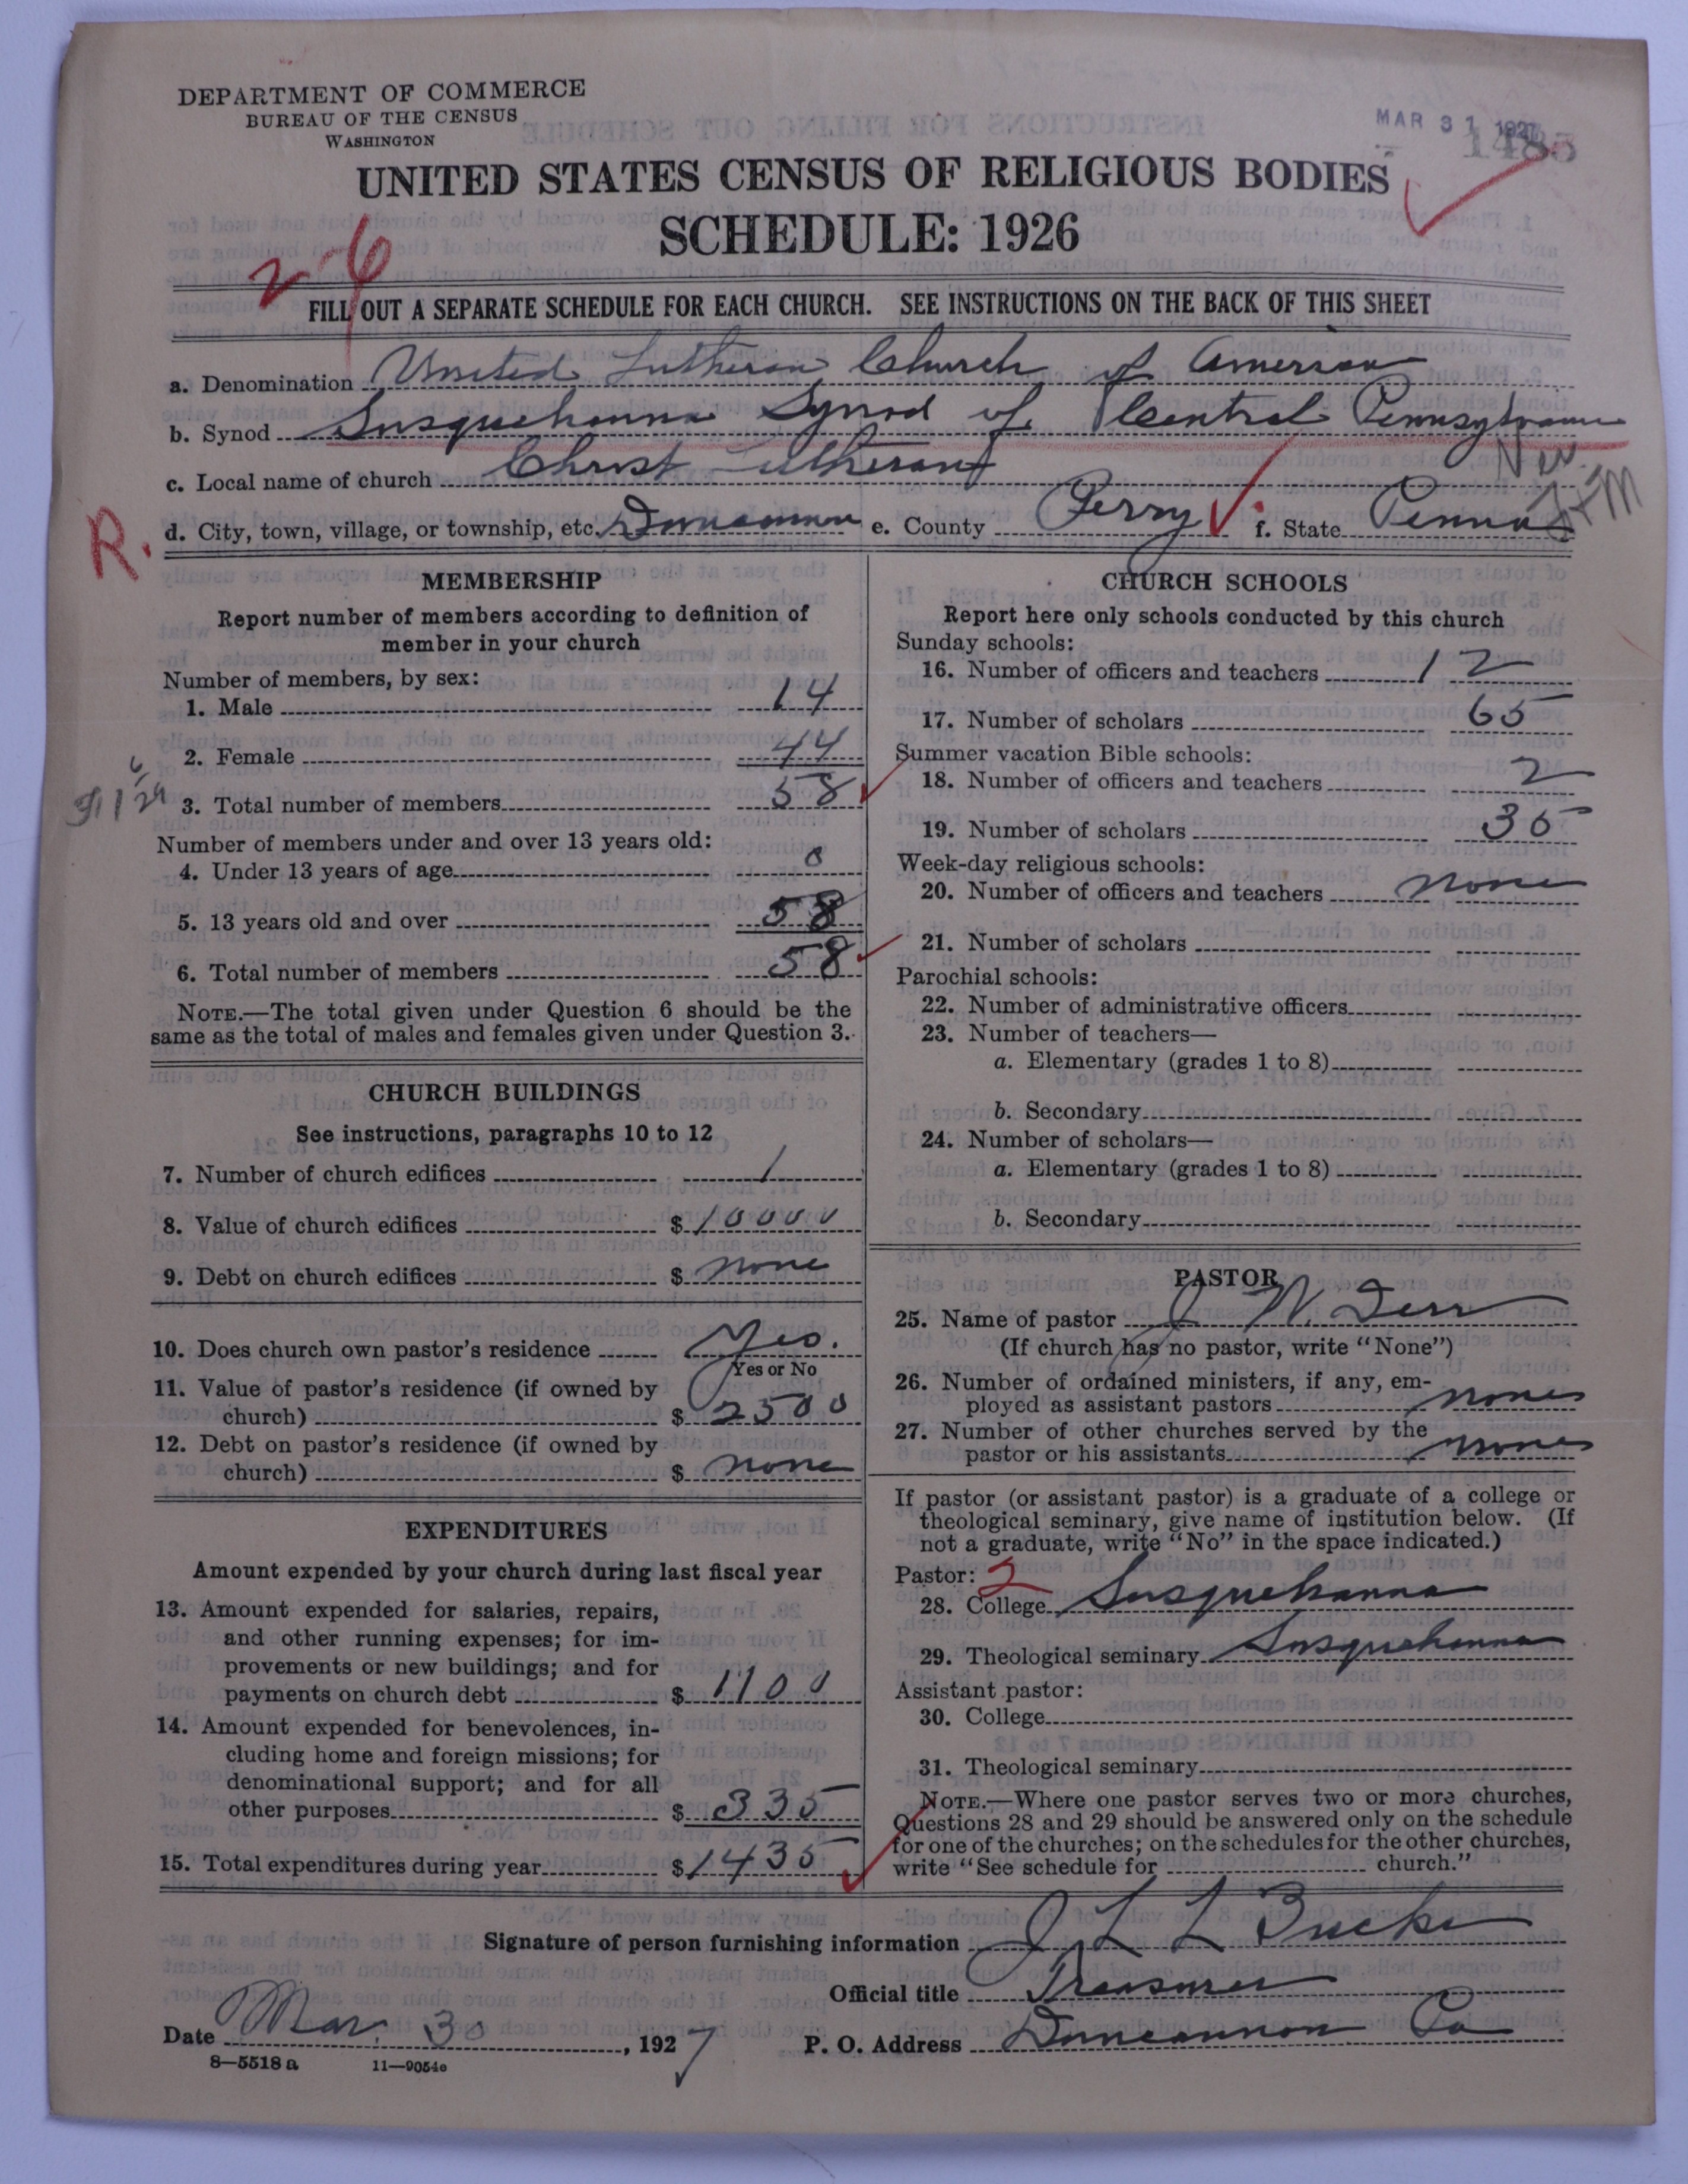 DEPARTMENT OF COMMERCE
BUREAU OF THE CENSUS
WASHINGTON
MAR 31 1927
1485
UNITED STATES CENSUS OF RELIGIOUS BODIES
SCHEDULE: 1926
2-6
FILL OUT A SEPARATE SCHEDULE FOR EACH CHURCH. SEE INSTRUCTIONS ON THE BACK OF THIS SHEET
a. Denomination United Lutheran Church of America
b. Synod Susquehanna Synod of Central Pennsylvania
c. Local name of church Christ Lutheran
R. d. City, town, village, or township, etc. Duncannon e. County Perry f. State Penna
MEMBERSHIP
Report number of members according to definition of
member in your church
Number of members, by sex:
1. Male 14
2. Female 44
3. Total number of members 58
Number of members under and over 13 years old:
4. Under 13 years of age 0
5. 13 years old and over 58
6. Total number of members 58
NOTE.—The total given under Question 6 should be the
same as the total of males and females given under Question 3.
CHURCH BUILDINGS
See instructions, paragraphs 10 to 12
7. Number of church edifices 1
8. Value of church edifices $ 10000
9. Debt on church edifices $ none
10. Does church own pastor's residence Yes.
Yes or No
11. Value of pastor's residence (if owned by
church) $ 2500
12. Debt on pastor's residence (if owned by
church) $ none
EXPENDITURES
Amount expended by your church during last fiscal year
13. Amount expended for salaries, repairs,
and other running expenses; for im-
provements or new buildings; and for
payments on church debt $ 1100
14. Amount expended for benevolences, in-
cluding home and foreign missions; for
denominational support; and for all
other purposes $ 335
15. Total expenditures during year $ 1435
CHURCH SCHOOLS
Report here only schools conducted by this church
Sunday schools:
16. Number of officers and teachers 12
17. Number of scholars 65
Summer vacation Bible schools:
18. Number of officers and teachers 2
19. Number of scholars 35
Week-day religious schools:
20. Number of officers and teachers none
21. Number of scholars
Parochial schools:
22. Number of administrative officers
23. Number of teachers—
a. Elementary (grades 1 to 8)
b. Secondary
24. Number of scholars—
a. Elementary (grades 1 to 8)
b. Secondary
PASTOR
25. Name of pastor J. W. Derr
(If church has no pastor, write "None")
26. Number of ordained ministers, if any, em-
ployed as assistant pastors none
27. Number of other churches served by the
pastor or his assistants none
If pastor (or assistant pastor) is a graduate of a college or
theological seminary, give name of institution below. (If
not a graduate, write "No" in the space indicated.)
Pastor: 2
28. College Susquehanna
29. Theological seminary Susquehanna
Assistant pastor:
30. College
31. Theological seminary
NOTE.—Where one pastor serves two or more churches,
Questions 28 and 29 should be answered only on the schedule
for one of the churches; on the schedules for the other churches,
write "See schedule for church."
Signature of person furnishing information J L L
Official title Treasurer
Date Mar. 30, 1927 P. O. Address Duncannon Pa
8—5518 a 11—9054c